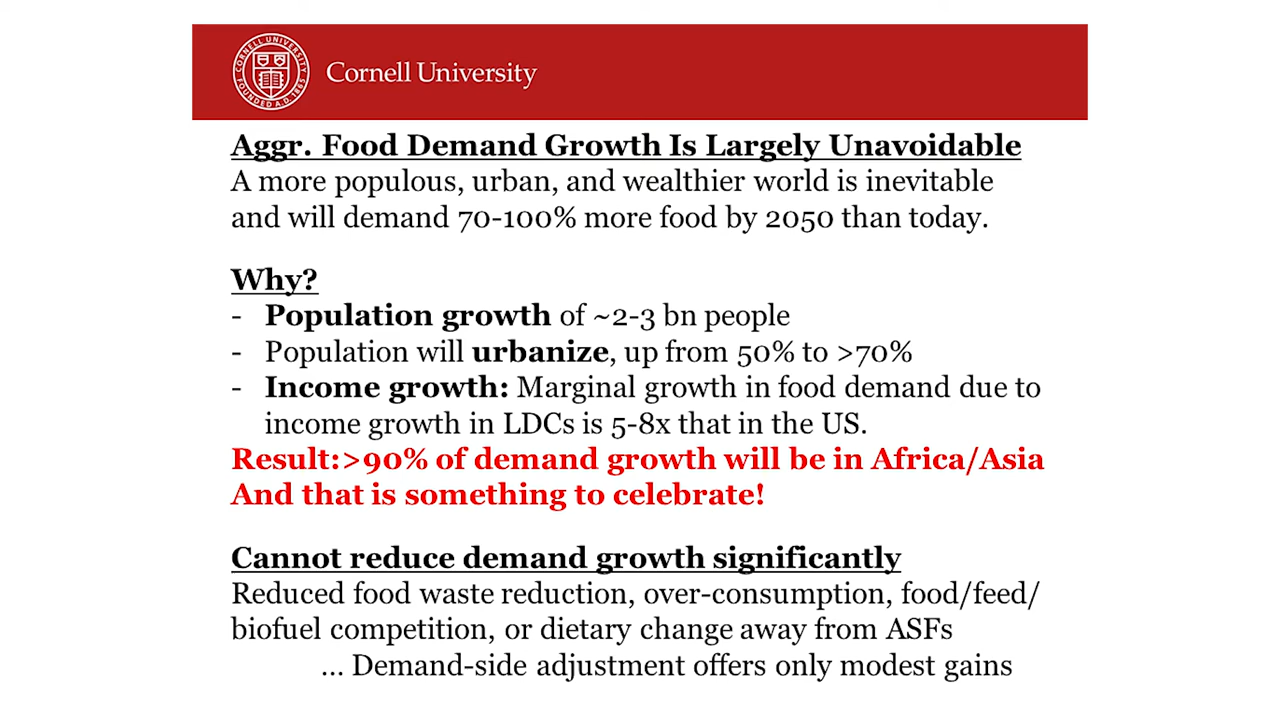 CORNELL UNIVERSITY
FOUNDED A.D. 1865
Cornell University
Aggr. Food Demand Growth Is Largely Unavoidable
A more populous, urban, and wealthier world is inevitable
and will demand 70-100% more food by 2050 than today.
Why?
- Population growth of ~2-3 bn people
- Population will urbanize, up from 50% to >70%
- Income growth: Marginal growth in food demand due to
income growth in LDCs is 5-8x that in the US.
Result:>90% of demand growth will be in Africa/Asia
And that is something to celebrate!
Cannot reduce demand growth significantly
Reduced food waste reduction, over-consumption, food/feed/
biofuel competition, or dietary change away from ASFs
... Demand-side adjustment offers only modest gains